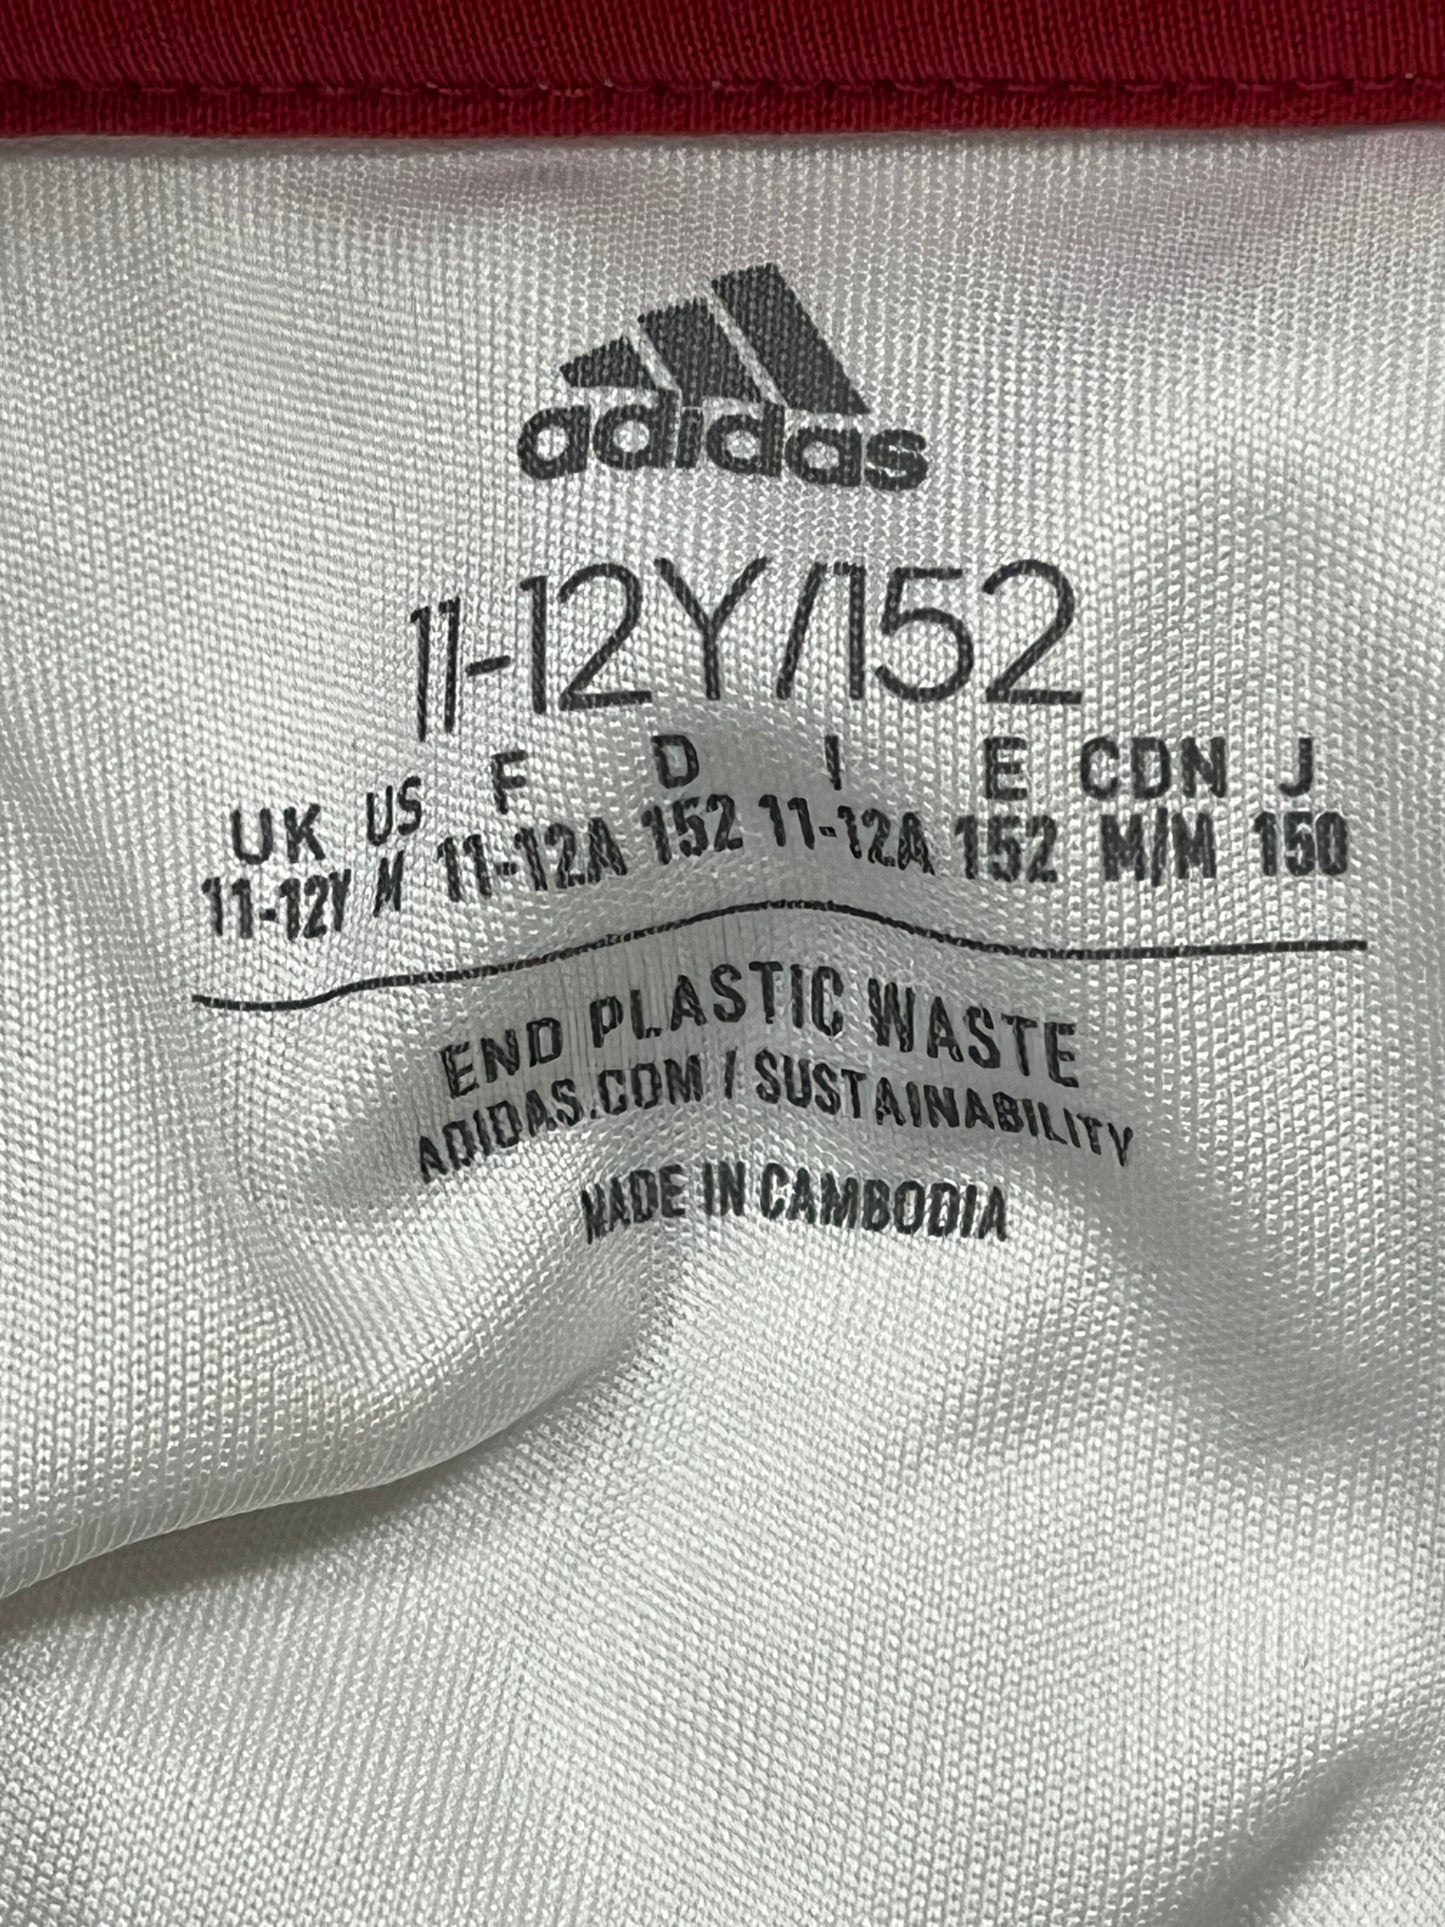 adidas
11-12Y/152
UK US F D I E CDN J
11-12Y M 11-12A 152 11-12A 152 M/M 150
END PLASTIC WASTE
ADIDAS.COM / SUSTAINABILITY
MADE IN CAMBODIA